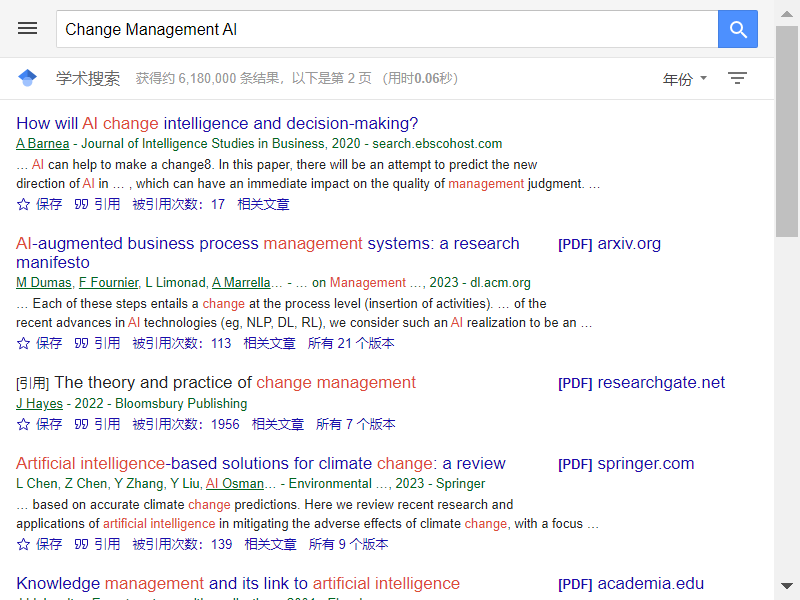 Change Management AI
学术搜索 获得约 6,180,000 条结果，以下是第 2 页 （用时0.06秒） 年份
How will AI change intelligence and decision-making?
A Barnea - Journal of Intelligence Studies in Business, 2020 - search.ebscohost.com
… AI can help to make a change8. In this paper, there will be an attempt to predict the new
direction of AI in … , which can have an immediate impact on the quality of management judgment. …
保存 引用 被引用次数：17 相关文章
AI-augmented business process management systems: a research [PDF] arxiv.org
manifesto
M Dumas, F Fournier, L Limonad, A Marrella… - … on Management …, 2023 - dl.acm.org
… Each of these steps entails a change at the process level (insertion of activities). … of the
recent advances in AI technologies (eg, NLP, DL, RL), we consider such an AI realization to be an …
保存 引用 被引用次数：113 相关文章 所有 21 个版本
[引用] The theory and practice of change management [PDF] researchgate.net
J Hayes - 2022 - Bloomsbury Publishing
保存 引用 被引用次数：1956 相关文章 所有 7 个版本
Artificial intelligence-based solutions for climate change: a review [PDF] springer.com
L Chen, Z Chen, Y Zhang, Y Liu, AI Osman… - Environmental …, 2023 - Springer
… based on accurate climate change predictions. Here we review recent research and
applications of artificial intelligence in mitigating the adverse effects of climate change, with a focus …
保存 引用 被引用次数：139 相关文章 所有 9 个版本
Knowledge management and its link to artificial intelligence [PDF] academia.edu